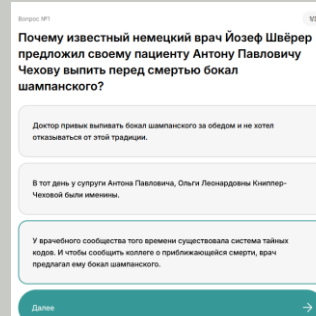 Вопрос №1
Почему известный немецкий врач Йозеф Швёрер
предложил своему пациенту Антону Павловичу
Чехову выпить перед смертью бокал
шампанского?
Доктор привык выпивать бокал шампанского за обедом и не хотел
отказываться от этой традиции.
В тот день у супруги Антона Павловича, Ольги Леонардовны Книппер-
Чеховой были именины.
У врачебного сообщества того времени существовала система тайных
кодов. И чтобы сообщить коллеге о приближающейся смерти, врач
предлагал ему бокал шампанского.
Далее